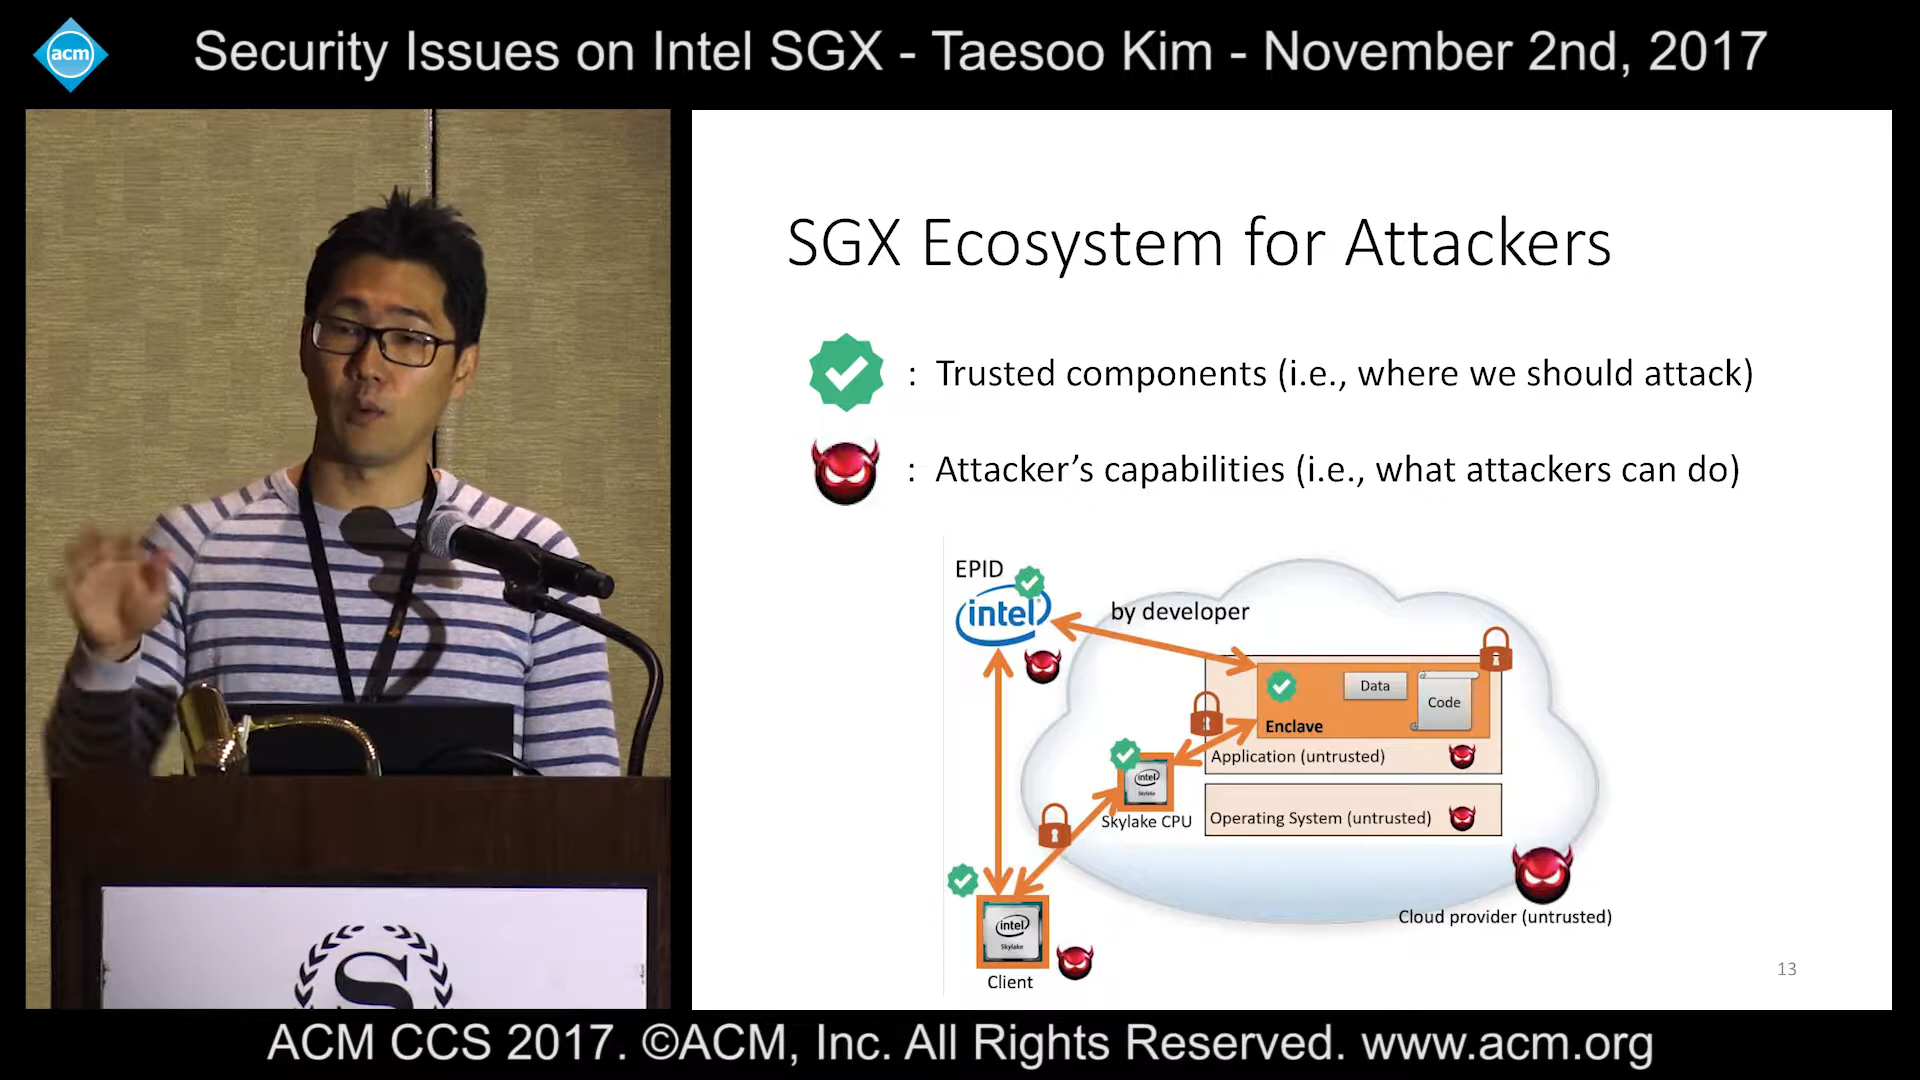 acm
Security Issues on Intel SGX - Taesoo Kim - November 2nd, 2017
SGX Ecosystem for Attackers
: Trusted components (i.e., where we should attack)
: Attacker's capabilities (i.e., what attackers can do)
EPID
intel
by developer
Data
Code
Enclave
Application (untrusted)
intel
Skylake
Skylake CPU
Operating System (untrusted)
Cloud provider (untrusted)
intel
Skylake
Client
13
S
ACM CCS 2017. ©ACM, Inc. All Rights Reserved. www.acm.org